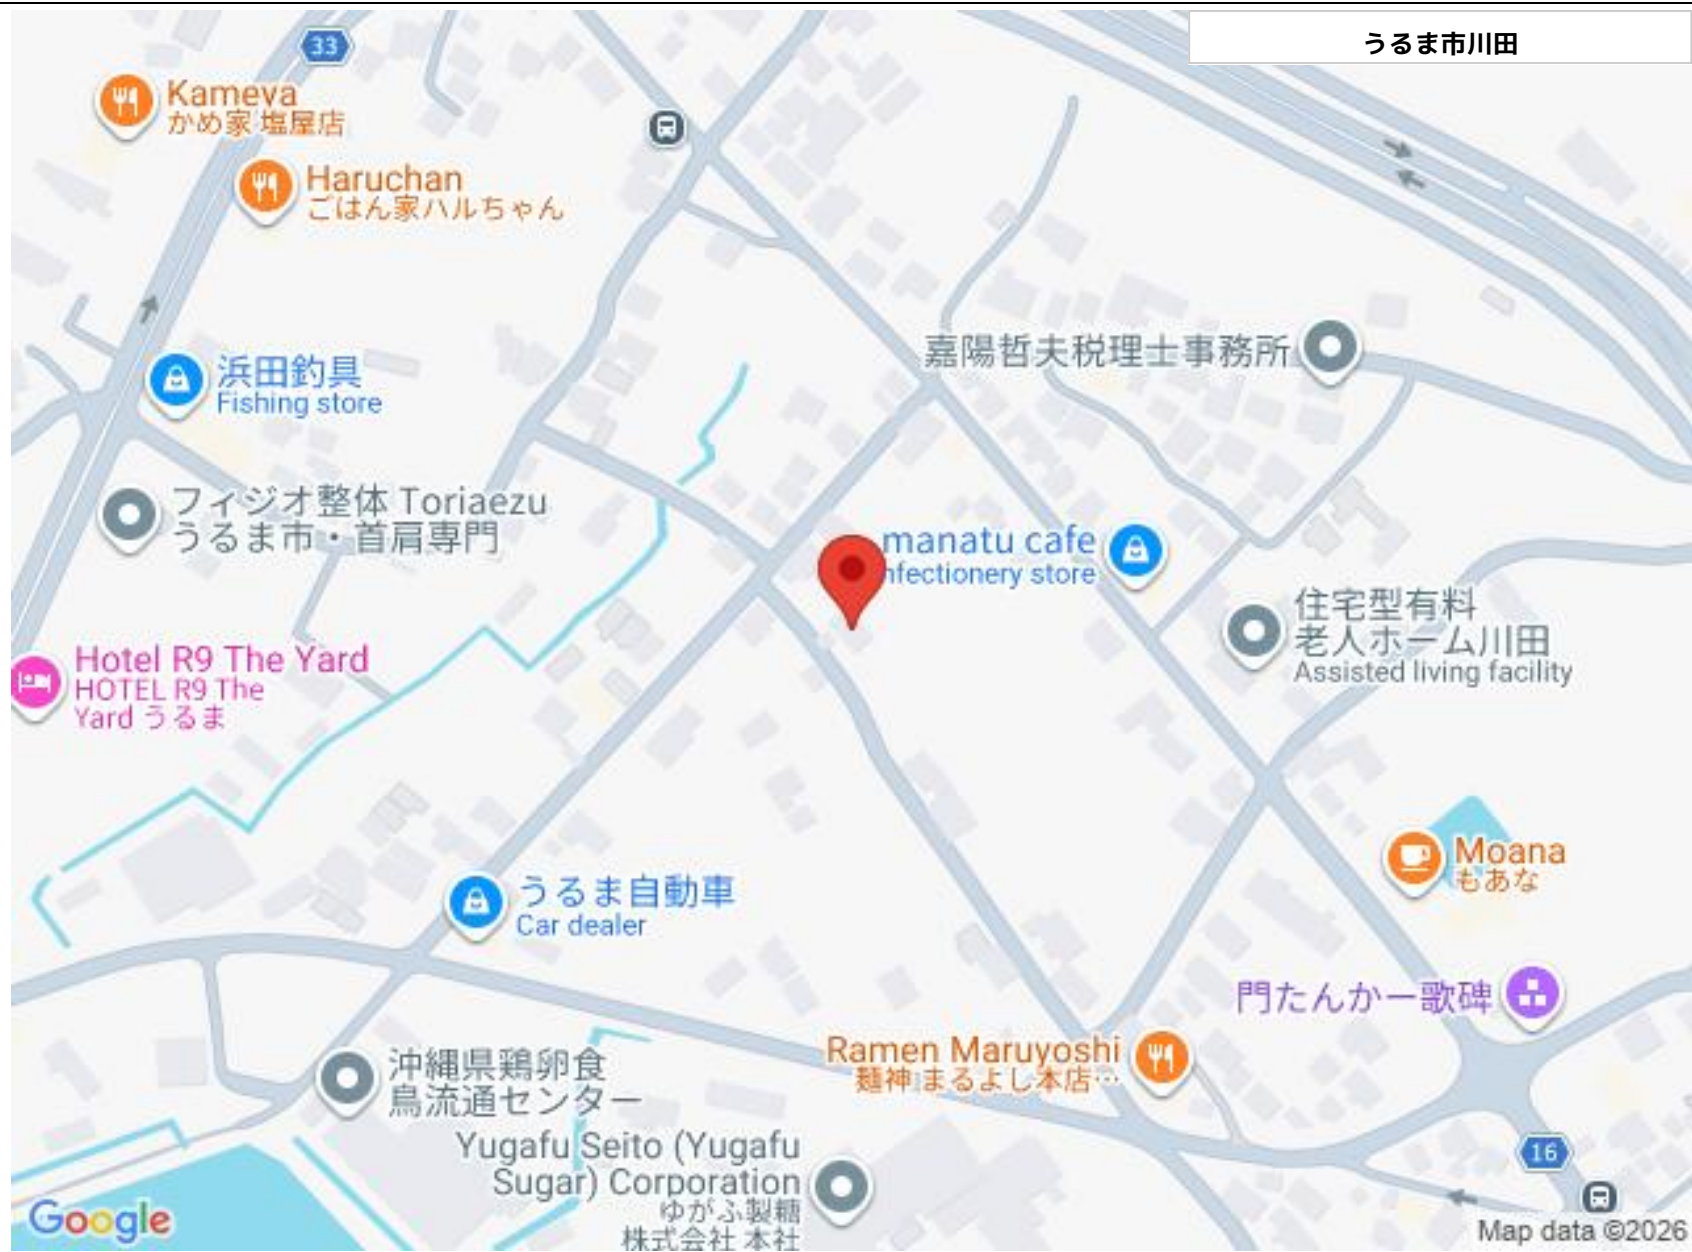 うるま市川田
33
Kameya
かめ家 塩屋店
Haruchan
ごはん家ハルちゃん
嘉陽哲夫税理士事務所
浜田釣具
Fishing store
フィジオ整体 Toriaezu
うるま市・首肩専門
manatu cafe
nfectionery store
住宅型有料
老人ホーム川田
Assisted living facility
Hotel R9 The Yard
HOTEL R9 The
Yard うるま
Moana
もあな
うるま自動車
Car dealer
門たんかー歌碑
Ramen Maruyoshi
麺神 まるよし本店…
沖縄県鶏卵食
鳥流通センター
Yugafu Seito (Yugafu
Sugar) Corporation
ゆがふ製糖
株式会社 本社
16
Google
Map data ©2026